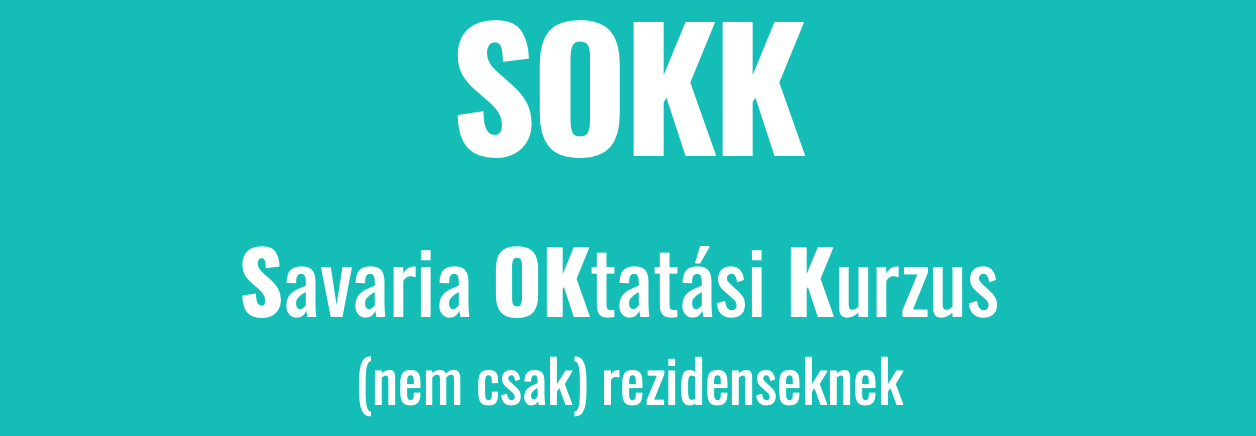 SOKK
Savaria OKtatási Kurzus
(nem csak) rezidenseknek